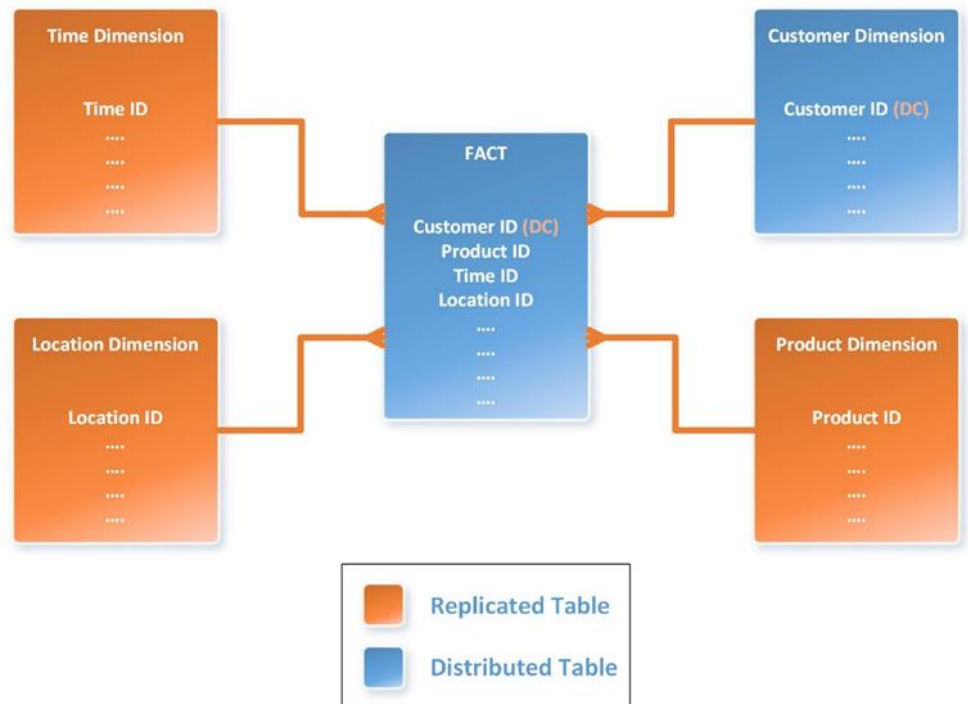 Time Dimension
Time ID
....
....
....
....
Customer Dimension
Customer ID (DC)
....
....
....
....
FACT
Customer ID (DC)
Product ID
Time ID
Location ID
....
....
....
....
Location Dimension
Location ID
....
....
....
....
Product Dimension
Product ID
....
....
....
....
Replicated Table
Distributed Table